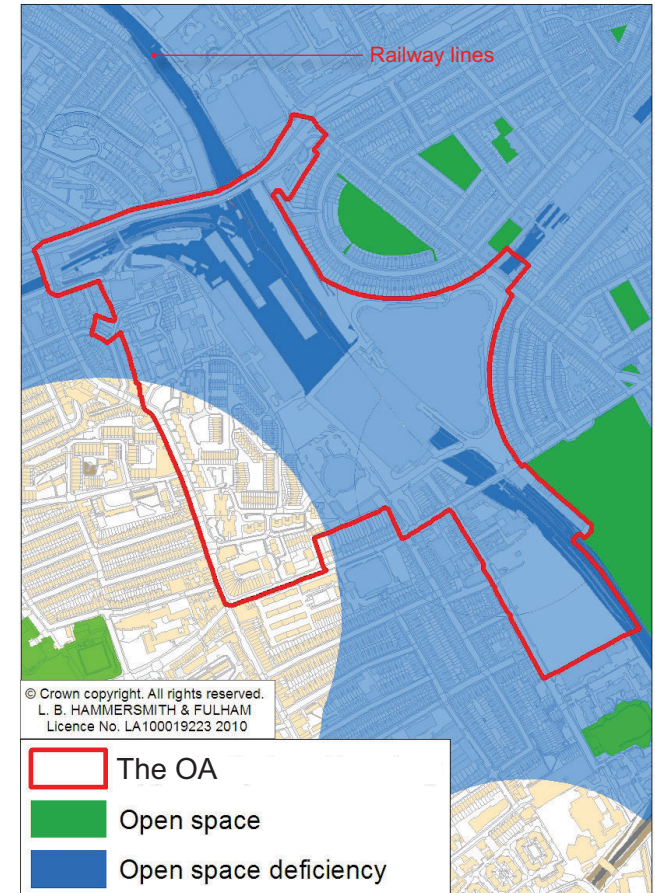 Railway lines
© Crown copyright. All rights reserved.
L. B. HAMMERSMITH & FULHAM
Licence No. LA100019223 2010
The OA
Open space
Open space deficiency